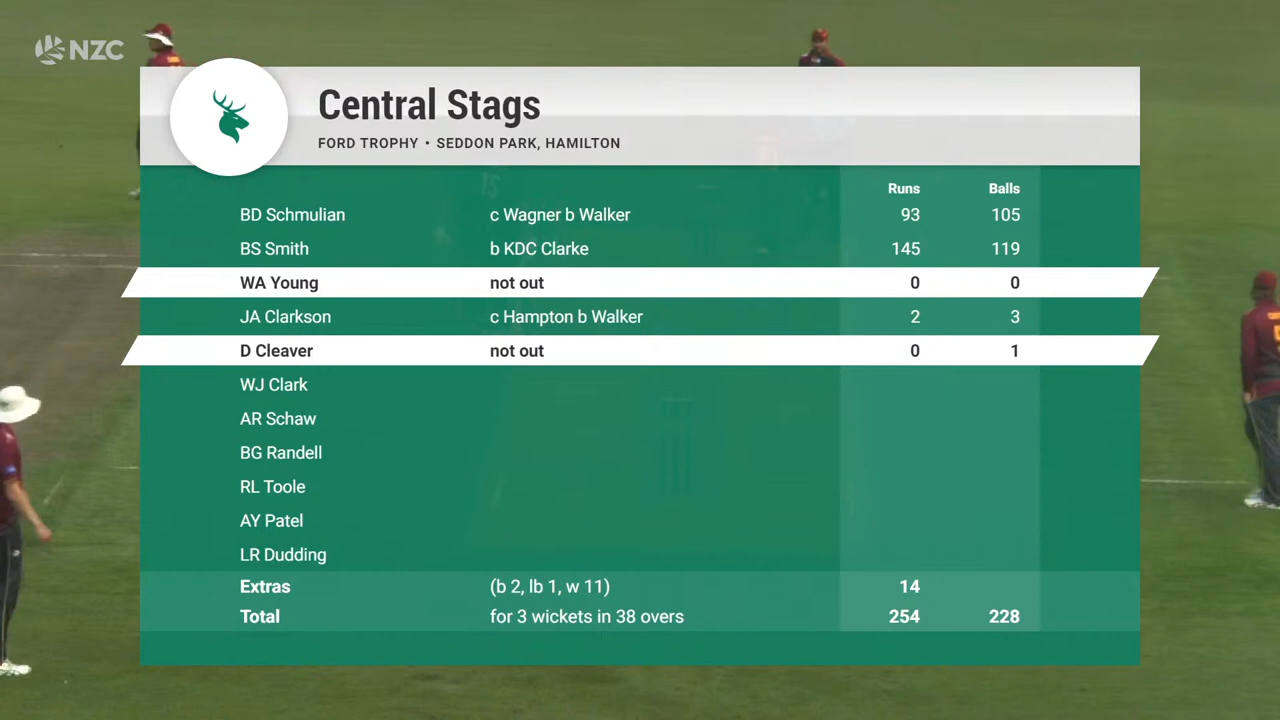 NZC
Central Stags
FORD TROPHY • SEDDON PARK, HAMILTON
Runs Balls
BD Schmulian c Wagner b Walker 93 105
BS Smith b KDC Clarke 145 119
WA Young not out 0 0
JA Clarkson c Hampton b Walker 2 3
D Cleaver not out 0 1
WJ Clark
AR Schaw
BG Randell
RL Toole
AY Patel
LR Dudding
Extras (b 2, lb 1, w 11) 14
Total for 3 wickets in 38 overs 254 228